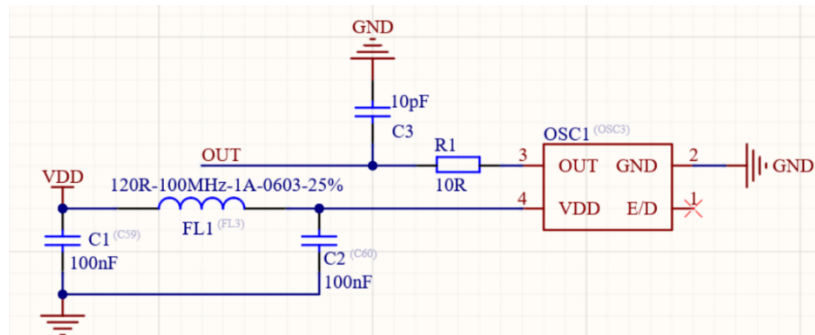 GND
10pF
C3
OUT
R1
10R
OSC1 (OSC3)
3
OUT
GND
2
GND
VDD
120R-100MHz-1A-0603-25%
4
VDD
E/D
1
FL1 (FL3)
C1 (C59)
100nF
C2 (C60)
100nF